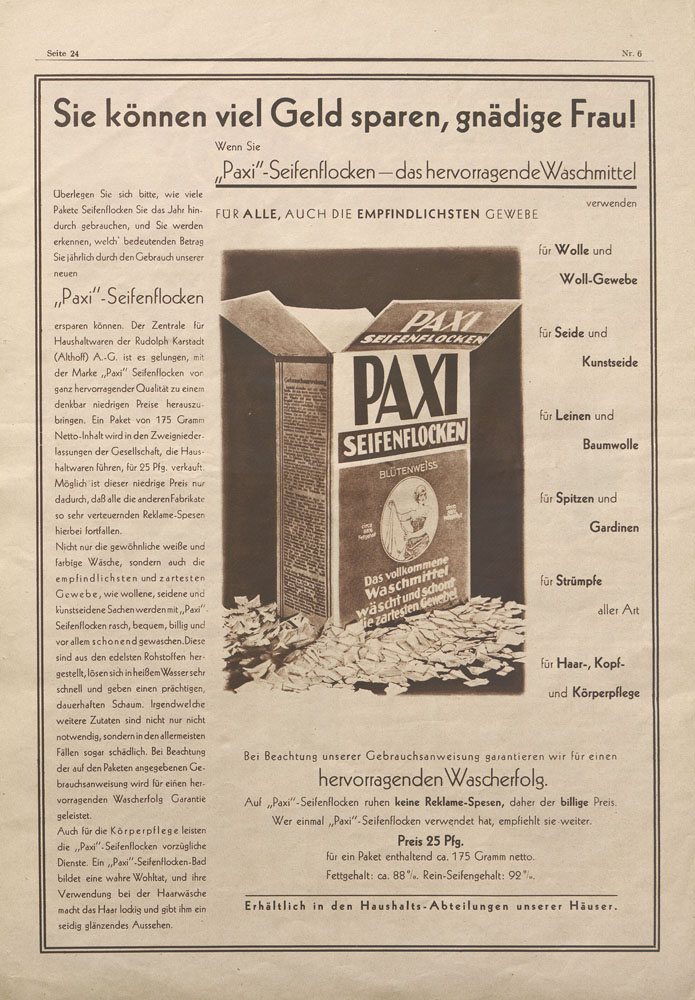 Seite 24
Nr. 6
Sie können viel Geld sparen, gnädige Frau!
Wenn Sie
„Paxi"-Seifenflocken — das hervorragende Waschmittel
verwenden
FÜR ALLE, AUCH DIE EMPFINDLICHSTEN GEWEBE
Überlegen Sie sich bitte, wie viele
Pakete Seifenflocken Sie das Jahr hin-
durch gebrauchen, und Sie werden
erkennen, welch' bedeutenden Betrag
Sie jährlich durch den Gebrauch unserer
neuen
„Paxi"-Seifenflocken
ersparen können. Der Zentrale für
Haushaltwaren der Rudolph Karstadt
(Althoff) A.-G. ist es gelungen, mit
der Marke „Paxi" Seifenflocken von
ganz hervorragender Qualität zu einem
denkbar niedrigen Preise herauszu-
bringen. Ein Paket von 175 Gramm
Netto-Inhalt wird in den Zweignieder-
lassungen der Gesellschaft, die Haus-
haltwaren führen, für 25 Pfg. verkauft.
Möglich ist dieser niedrige Preis nur
dadurch, daß alle die anderen Fabrikate
so sehr verteuernden Reklame-Spesen
hierbei fortfallen.
Nicht nur die gewöhnliche weiße und
farbige Wäsche, sondern auch die
empfindlichsten und zartesten
Gewebe, wie wollene, seidene und
kunstseidene Sachen werden mit „Paxi"-
Seifenflocken rasch, bequem, billig und
vor allem schonend gewaschen. Diese
sind aus den edelsten Rohstoffen her-
gestellt, lösen sich in heißem Wasser sehr
schnell und geben einen prächtigen,
dauerhaften Schaum. Irgendwelche
weitere Zutaten sind nicht nur nicht
notwendig, sondern in den allermeisten
Fällen sogar schädlich. Bei Beachtung
der auf den Paketen angegebenen Ge-
brauchsanweisung wird für einen her-
vorragenden Wascherfolg Garantie
geleistet.
Auch für die Körperpflege leisten
die „Paxi"-Seifenflocken vorzügliche
Dienste. Ein „Paxi"-Seifenflocken-Bad
bildet eine wahre Wohltat, und ihre
Verwendung bei der Haarwäsche
macht das Haar lockig und gibt ihm ein
seidig glänzendes Aussehen.
PAXI
SEIFENFLOCKEN
PAXI
SEIFENFLOCKEN
BLÜTENWEISS
Das vollkommene
Waschmittel
wäscht und schont
die zartesten Gewebe!
für Wolle und
Woll-Gewebe
für Seide und
Kunstseide
für Leinen und
Baumwolle
für Spitzen und
Gardinen
für Strümpfe
aller Art
für Haar-, Kopf-
und Körperpflege
Bei Beachtung unserer Gebrauchsanweisung garantieren wir für einen
hervorragenden Wascherfolg.
Auf „Paxi"-Seifenflocken ruhen keine Reklame-Spesen, daher der billige Preis.
Wer einmal „Paxi"-Seifenflocken verwendet hat, empfiehlt sie weiter.
Preis 25 Pfg.
für ein Paket enthaltend ca. 175 Gramm netto.
Fettgehalt: ca. 88 %. Rein-Seifengehalt: 92 %.
Erhältlich in den Haushalts-Abteilungen unserer Häuser.